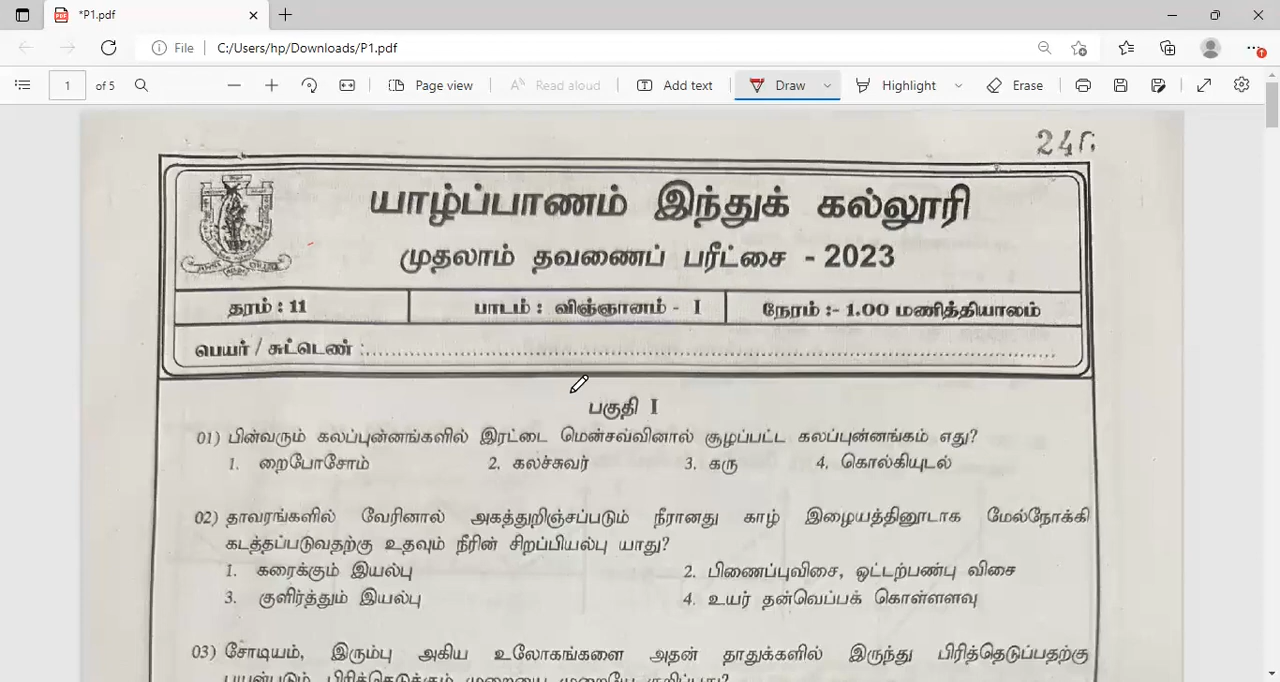 *P1.pdf
File C:/Users/hp/Downloads/P1.pdf
1 of 5 Page view Read aloud Add text Draw Highlight Erase
யாழ்ப்பாணம் இந்துக் கல்லூரி
முதலாம் தவணைப் பரீட்சை - 2023
தரம் : 11 பாடம் : விஞ்ஞானம் - I நேரம் :- 1.00 மணித்தியாலம்
பெயர் / சுட்டெண் :
பகுதி I
01) பின்வரும் கலப்புன்னங்களில் இரட்டை மென்சவ்வினால் சூழப்பட்ட கலப்புன்னங்கம் எது?
1. றைபோசோம் 2. கலச்சுவர் 3. கரு 4. கொல்கியுடல்
02) தாவரங்களில் வேரினால் அகத்துறிஞ்சப்படும் நீரானது காழ் இழையத்தினூடாக மேல்நோக்கி
கடத்தப்படுவதற்கு உதவும் நீரின் சிறப்பியல்பு யாது?
1. கரைக்கும் இயல்பு 2. பிணைப்புவிசை, ஒட்டற்பண்பு விசை
3. குளிர்த்தும் இயல்பு 4. உயர் தன்வெப்பக் கொள்ளளவு
03) சோடியம், இரும்பு அகிய உலோகங்களை அதன் தாதுக்களில் இருந்து பிரித்தெடுப்பதற்கு